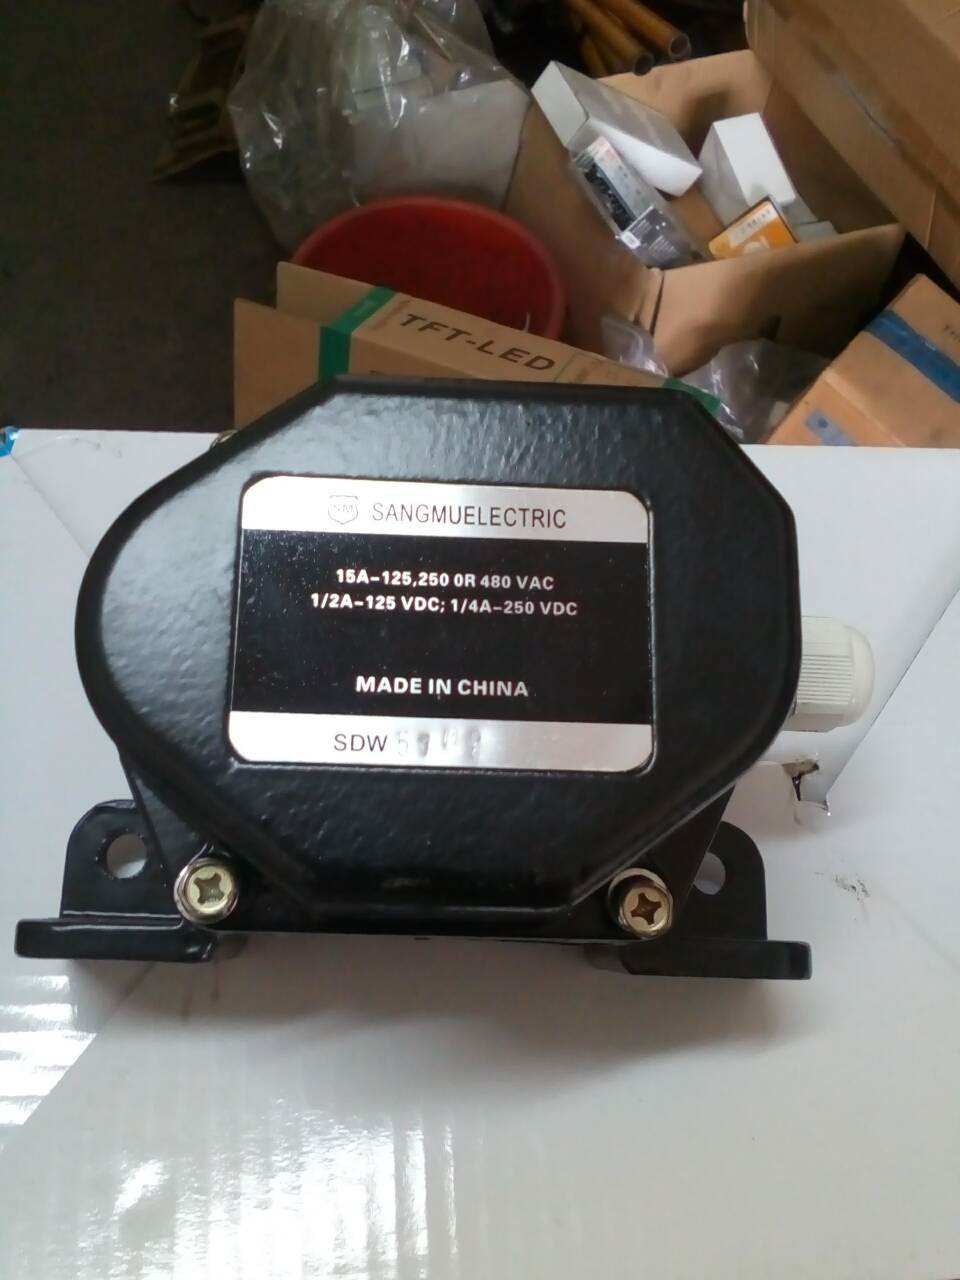 TFT-LED
SM SANGMUELECTRIC
15A-125,250 0R 480 VAC
1/2A-125 VDC; 1/4A-250 VDC
MADE IN CHINA
SDW